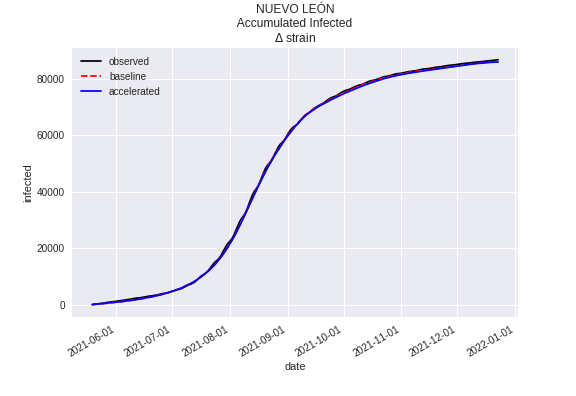 NUEVO LEÓN
Accumulated Infected
Δ strain
observed
baseline
accelerated
80000
60000
40000
20000
0
infected
2021-06-01
2021-07-01
2021-08-01
2021-09-01
2021-10-01
2021-11-01
2021-12-01
2022-01-01
date